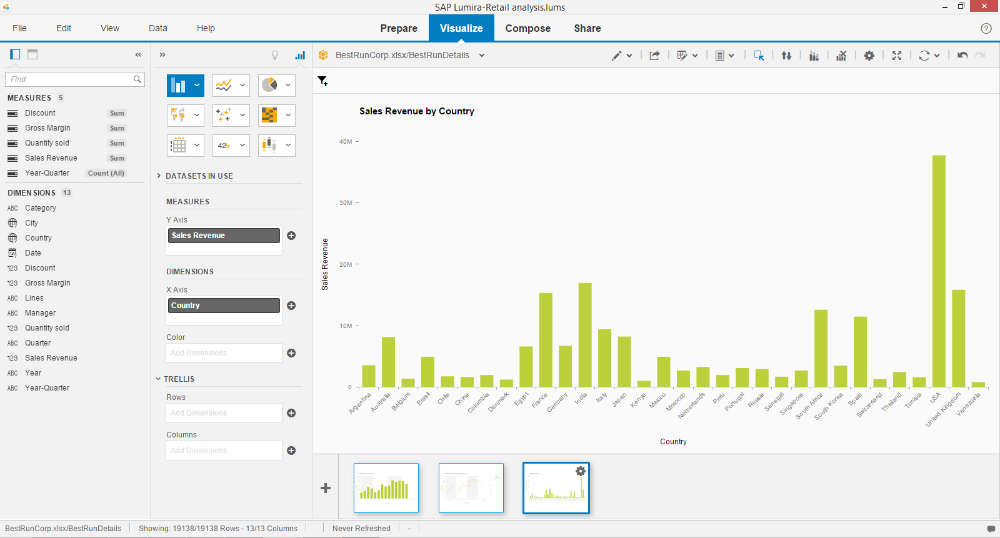 SAP Lumira-Retail analysis.lums
File Edit View Data Help Prepare Visualize Compose Share
Find
MEASURES 5
Discount Sum
Gross Margin Sum
Quantity sold Sum
Sales Revenue Sum
Year-Quarter Count (All)
DIMENSIONS 13
ABC Category
City
Country
Date
123 Discount
123 Gross Margin
ABC Lines
ABC Manager
123 Quantity sold
ABC Quarter
123 Sales Revenue
ABC Year
ABC Year-Quarter
42k
DATASETS IN USE
MEASURES
Y Axis
Sales Revenue
DIMENSIONS
X Axis
Country
Color
Add Dimensions
TRELLIS
Rows
Add Dimensions
Columns
Add Dimensions
BestRunCorp.xlsx/BestRunDetails
Sales Revenue by Country
40M
30M
20M
10M
0
Sales Revenue
Argentina
Australia
Belgium
Brasil
Chile
China
Colombia
Denmark
Egypt
France
Germany
India
Italy
Japan
Kenya
Mexico
Morocco
Netherlands
Peru
Portugal
Russia
Senegal
Singapore
South Africa
South Korea
Spain
Switzerland
Thailand
Tunisia
USA
United Kingdom
Venezuela
Country
BestRunCorp.xlsx/BestRunDetails Showing: 19138/19138 Rows - 13/13 Columns Never Refreshed -